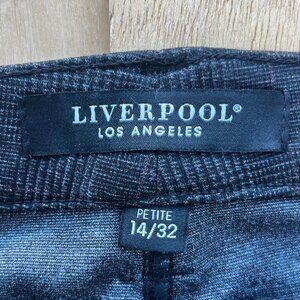 LIVERPOOL®
LOS ANGELES
PETITE
14/32